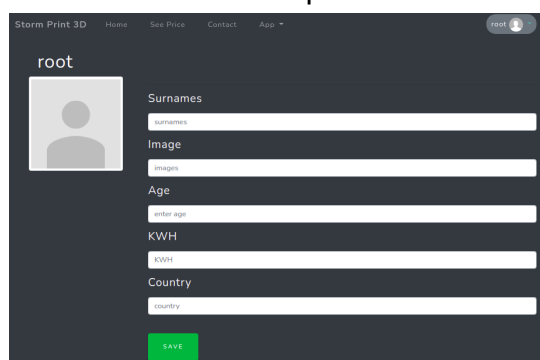 Storm Print 3D Home See Price Contact App root
root
Surnames
surnames
Image
images
Age
enter age
KWH
KWH
Country
country
SAVE